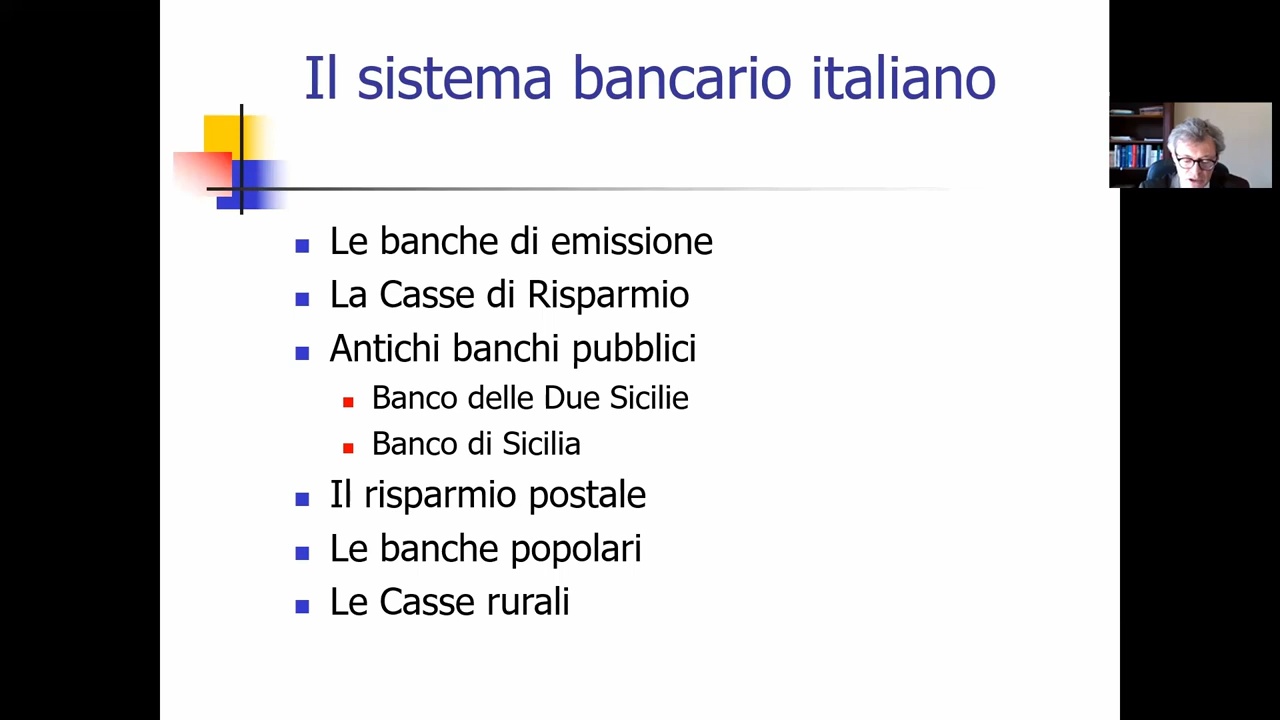 Il sistema bancario italiano
Le banche di emissione
La Casse di Risparmio
Antichi banchi pubblici
Banco delle Due Sicilie
Banco di Sicilia
Il risparmio postale
Le banche popolari
Le Casse rurali